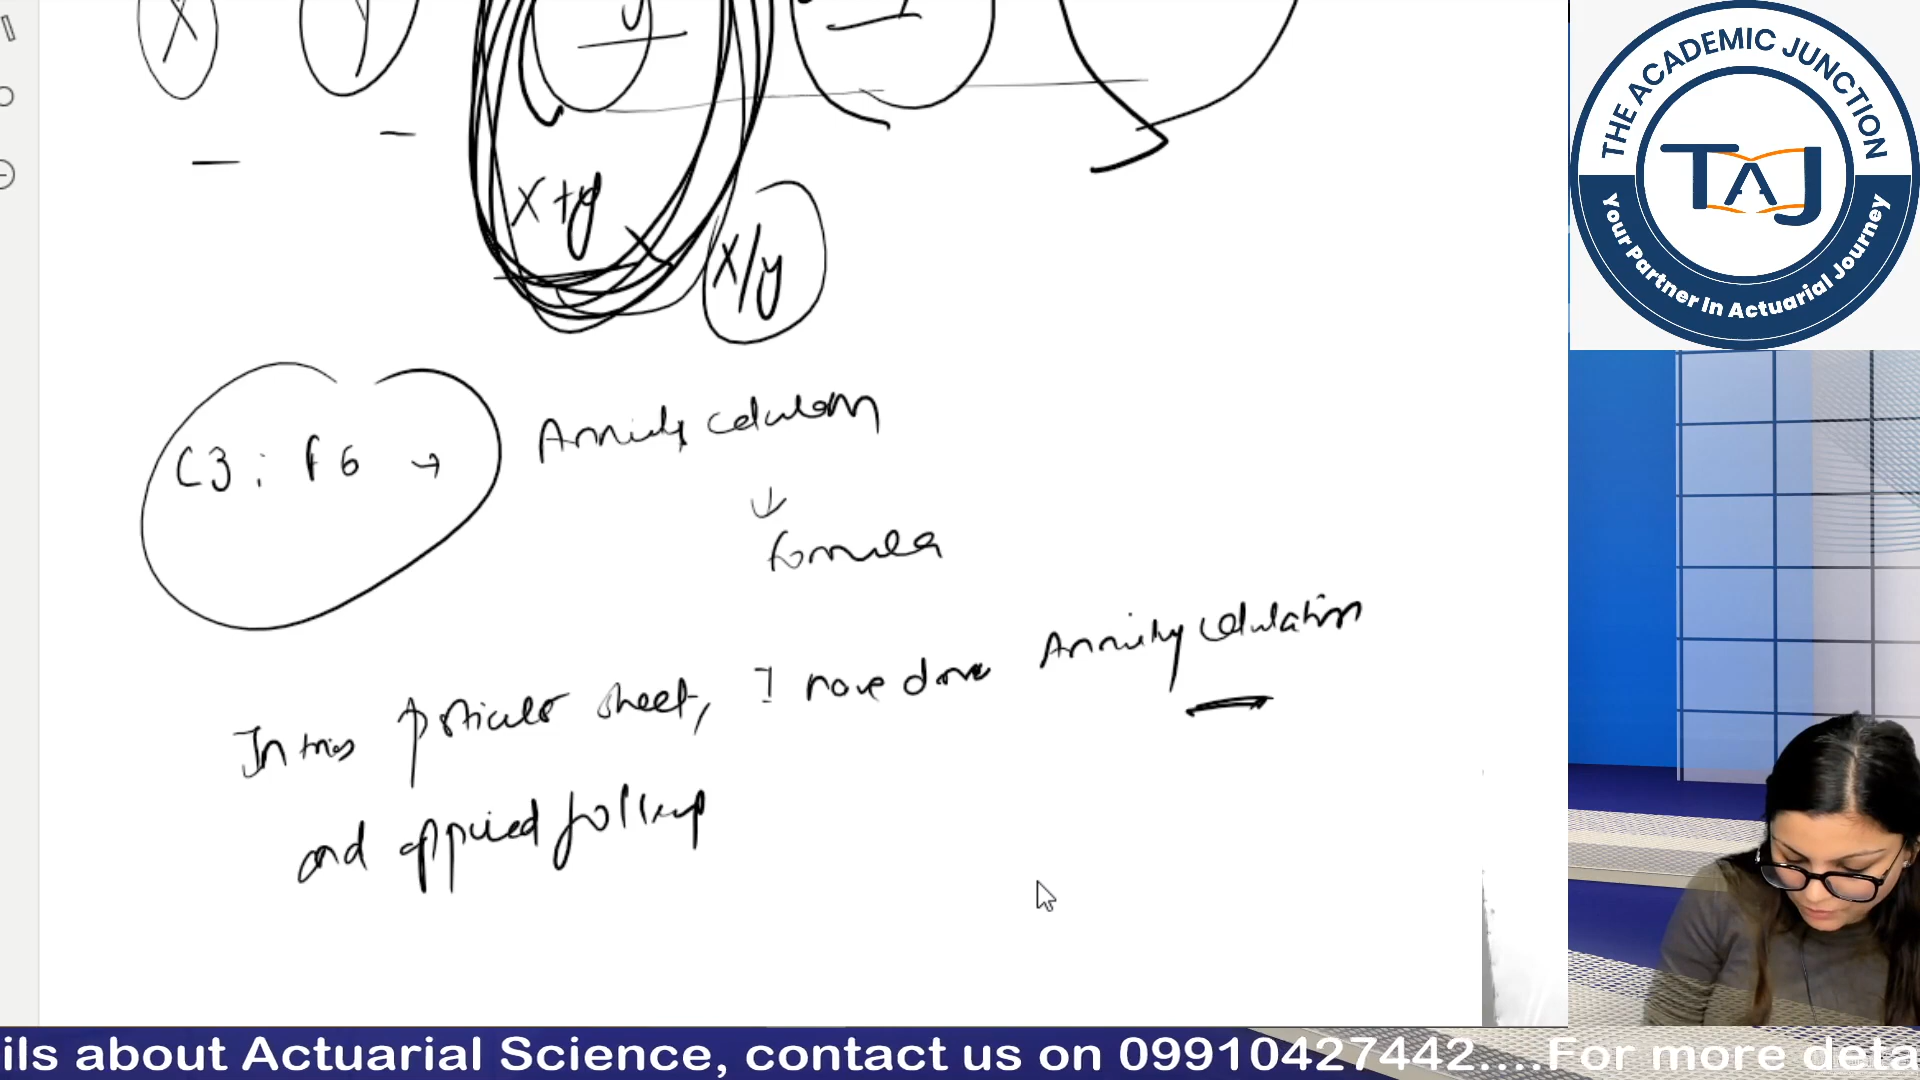 X y y
X+y
X/y
C3 : F6 → Annuity calculation
↓
formula
In this particular sheet, I have done Annuity calculation
and applied follwup
THE ACADEMIC JUNCTION
TAJ
Your Partner In Actuarial Journey
ils about Actuarial Science, contact us on 09910427442....For more deta